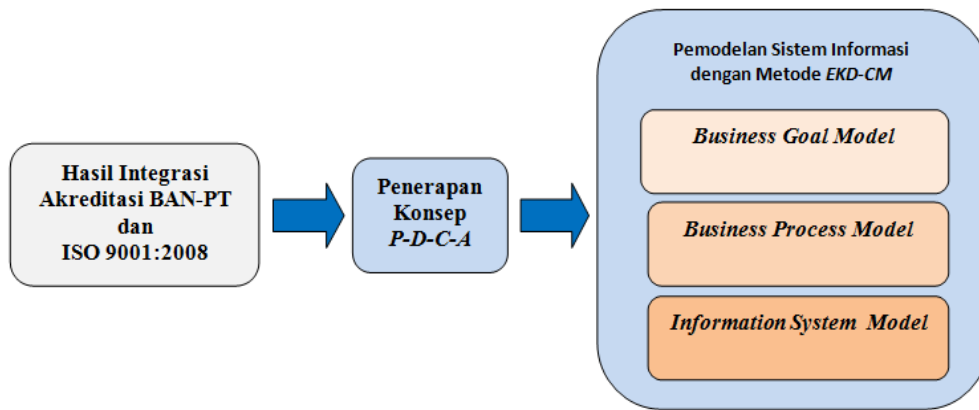 Hasil Integrasi
Akreditasi BAN-PT
dan
ISO 9001:2008
Penerapan
Konsep
P-D-C-A
Pemodelan Sistem Informasi
dengan Metode EKD-CM
Business Goal Model
Business Process Model
Information System Model